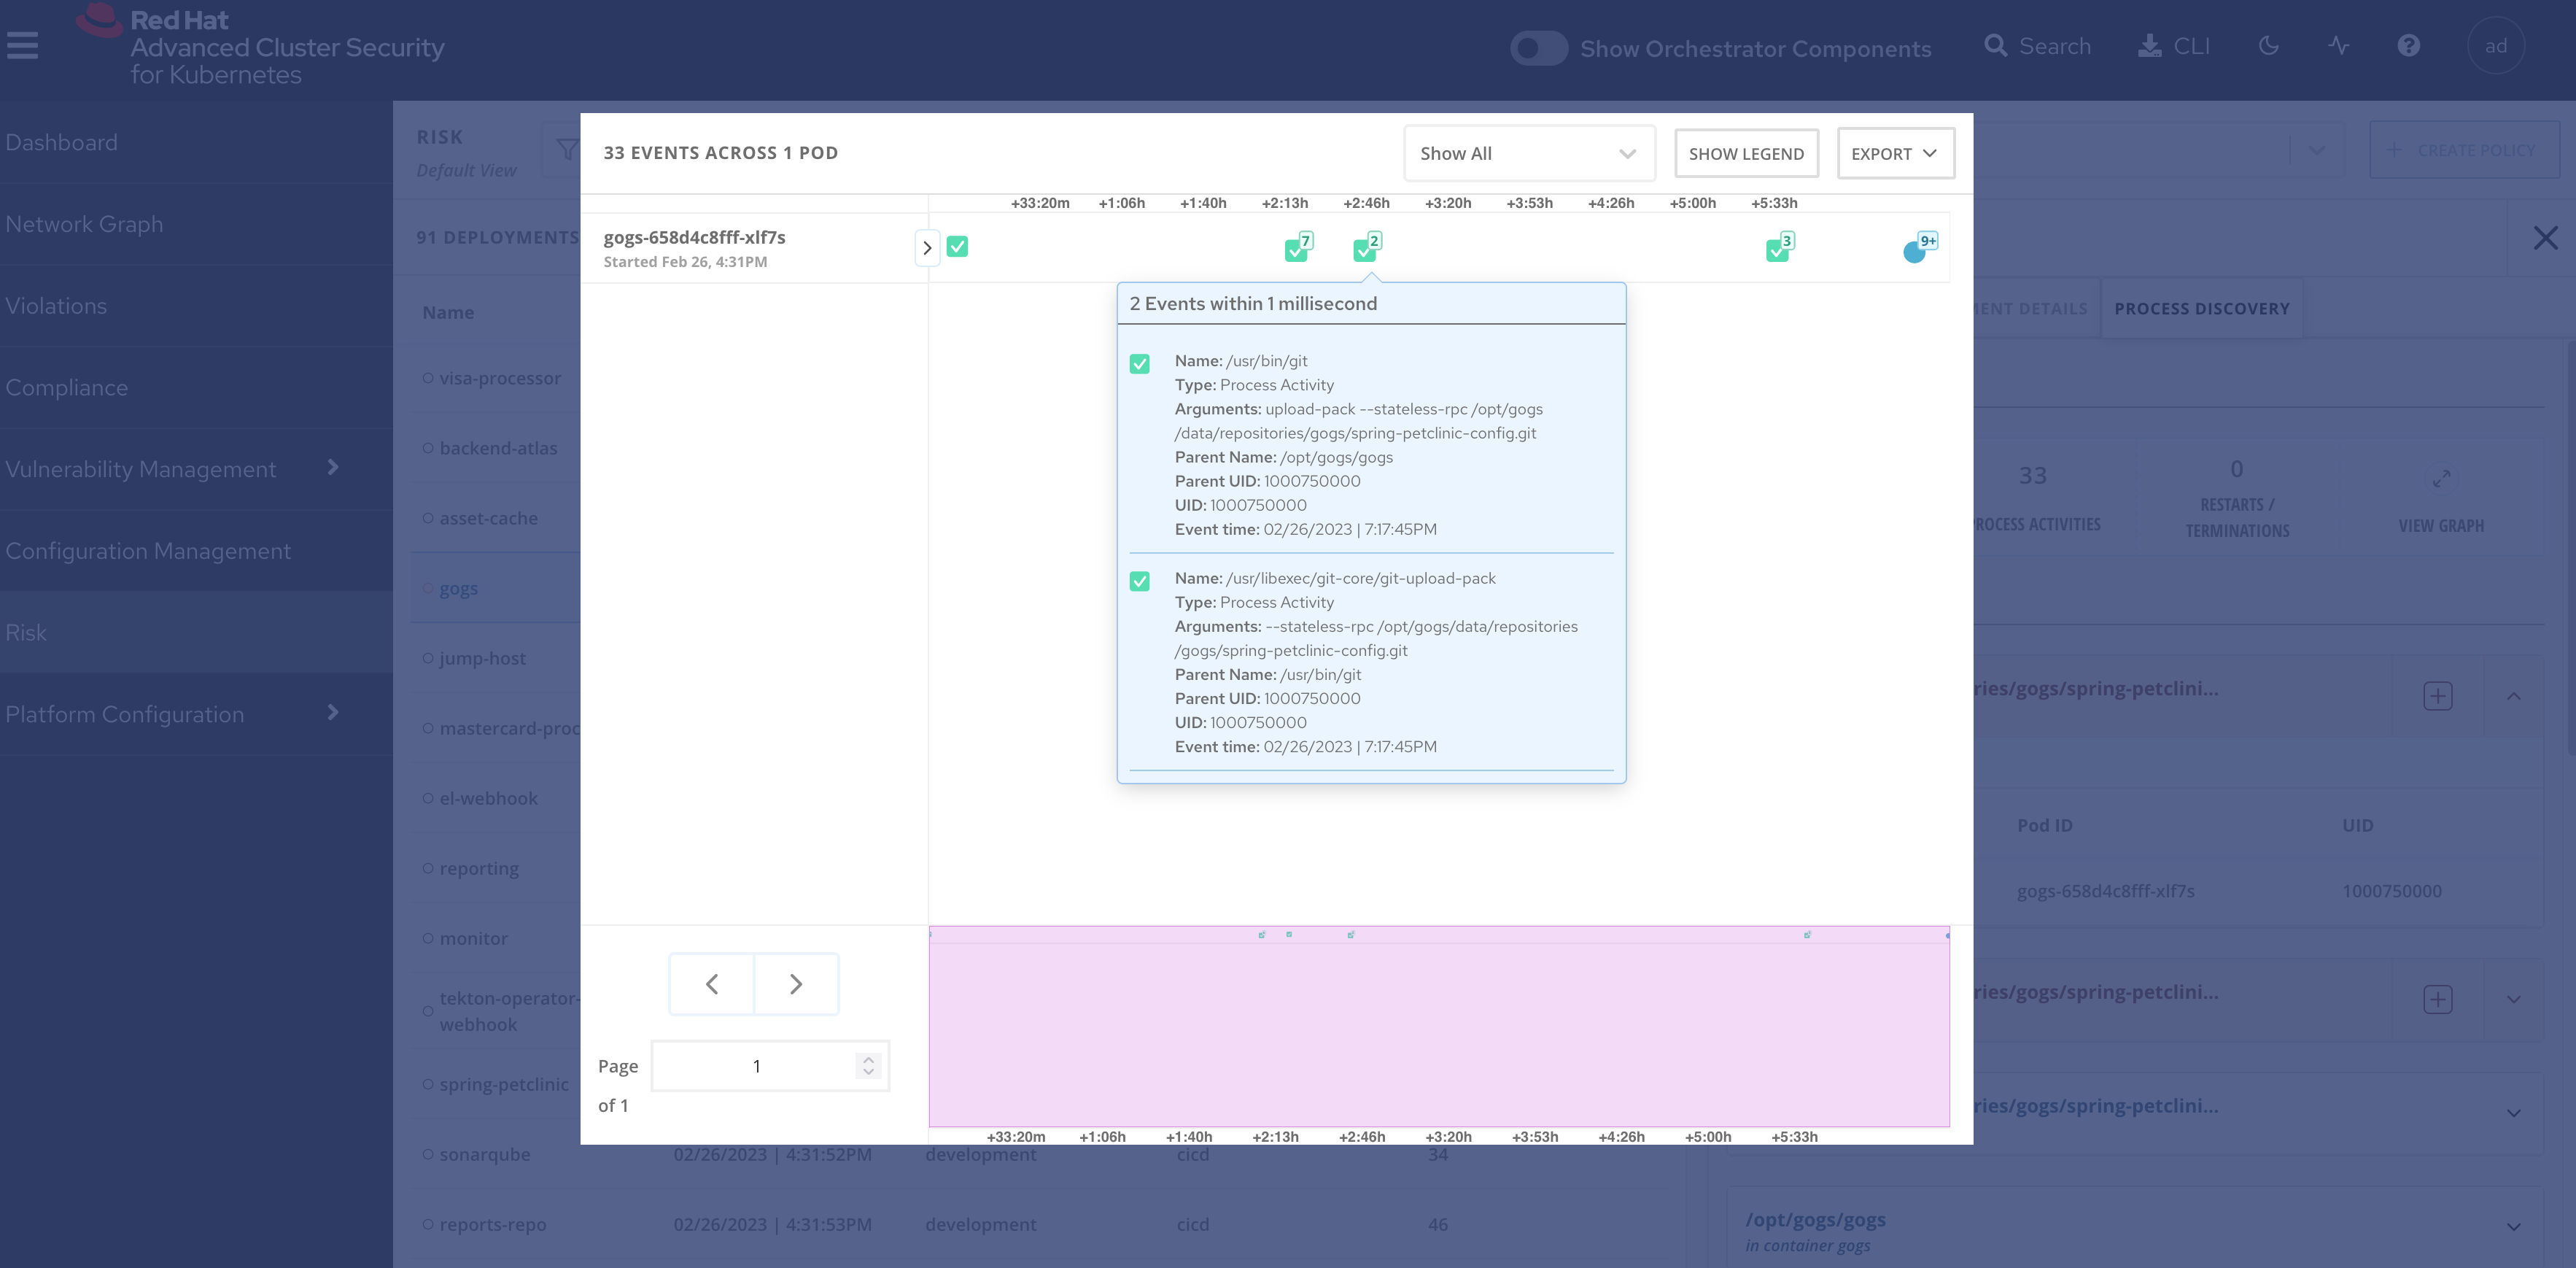 Red Hat
Advanced Cluster Security
for Kubernetes
Show Orchestrator Components
Search
CLI
ad
Dashboard
Network Graph
Violations
Compliance
Vulnerability Management
Configuration Management
Risk
Platform Configuration
RISK
Default View
CREATE POLICY
91 DEPLOYMENTS
Name
visa-processor
backend-atlas
asset-cache
gogs
jump-host
mastercard-proc
el-webhook
reporting
monitor
tekton-operator-
webhook
spring-petclinic
sonarqube 02/26/2023 | 4:31:52PM development cicd 34
reports-repo 02/26/2023 | 4:31:53PM development cicd 46
33 EVENTS ACROSS 1 POD
Show All
SHOW LEGEND
EXPORT
+33:20m +1:06h +1:40h +2:13h +2:46h +3:20h +3:53h +4:26h +5:00h +5:33h
gogs-658d4c8fff-xlf7s
Started Feb 26, 4:31PM
7 2 3 9+
2 Events within 1 millisecond
Name: /usr/bin/git
Type: Process Activity
Arguments: upload-pack --stateless-rpc /opt/gogs
/data/repositories/gogs/spring-petclinic-config.git
Parent Name: /opt/gogs/gogs
Parent UID: 1000750000
UID: 1000750000
Event time: 02/26/2023 | 7:17:45PM
Name: /usr/libexec/git-core/git-upload-pack
Type: Process Activity
Arguments: --stateless-rpc /opt/gogs/data/repositories
/gogs/spring-petclinic-config.git
Parent Name: /usr/bin/git
Parent UID: 1000750000
UID: 1000750000
Event time: 02/26/2023 | 7:17:45PM
Page 1
of 1
+33:20m +1:06h +1:40h +2:13h +2:46h +3:20h +3:53h +4:26h +5:00h +5:33h
MENT DETAILS
PROCESS DISCOVERY
33
PROCESS ACTIVITIES
0
RESTARTS /
TERMINATIONS
VIEW GRAPH
ries/gogs/spring-petclini...
Pod ID UID
gogs-658d4c8fff-xlf7s 1000750000
ries/gogs/spring-petclini...
ries/gogs/spring-petclini...
/opt/gogs/gogs
in container gogs